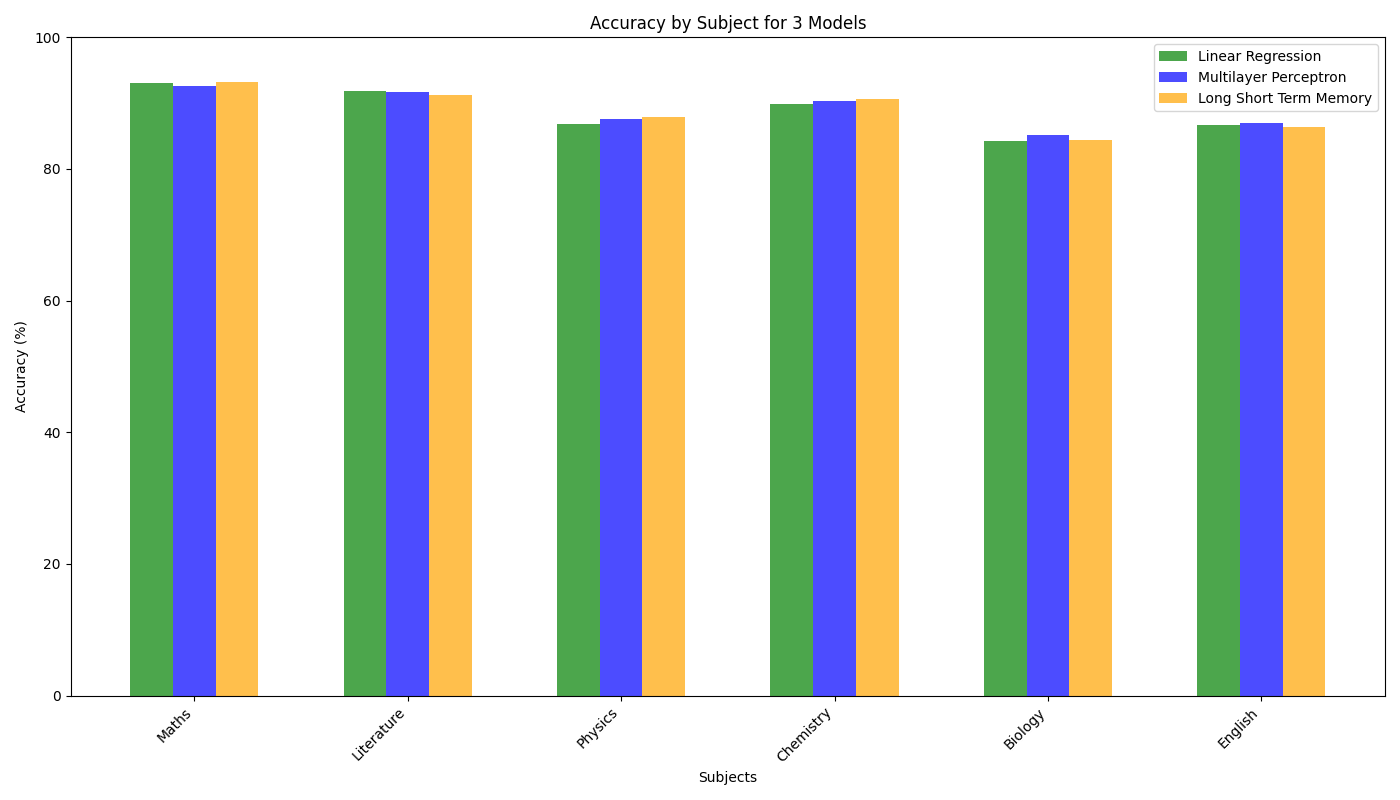 Accuracy by Subject for 3 Models
100
80
60
40
20
0
Accuracy (%)
Linear Regression
Multilayer Perceptron
Long Short Term Memory
Maths
Literature
Physics
Chemistry
Biology
English
Subjects